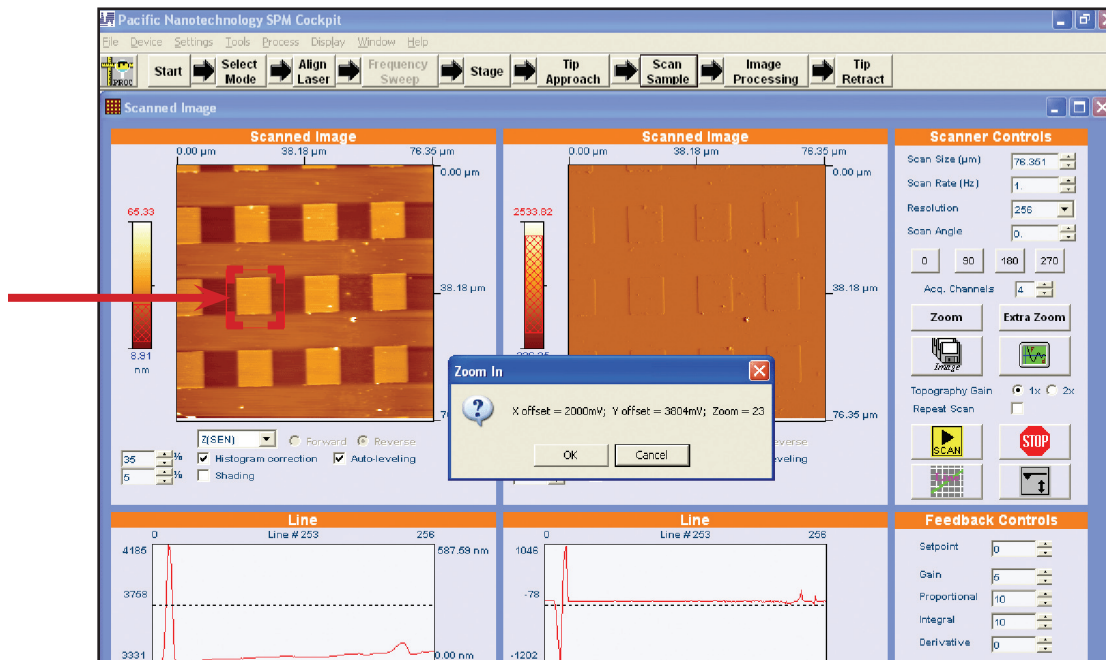 Pacific Nanotechnology SPM Cockpit
File Device Settings Tools Process Display Window Help
PROC
Start Select Mode Align Laser Frequency Sweep Stage Tip Approach Scan Sample Image Processing Tip Retract
Scanned Image
Scanned Image
0.00 µm 38.18 µm 76.35 µm
0.00 µm
65.33
38.18 µm
8.91
nm
Z(SEN) Forward Reverse
35 % Histogram correction Auto-leveling
5 % Shading
Scanned Image
0.00 µm 38.18 µm 76.35 µm
0.00 µm
2533.82
38.18 µm
76.35 µm
Zoom In
X offset = 2000mV; Y offset = 3804mV; Zoom = 23
OK Cancel
Scanner Controls
Scan Size (µm) 76.351
Scan Rate (Hz) 1.
Resolution 256
Scan Angle 0.
0 90 180 270
Acq. Channels 4
Zoom Extra Zoom
Image
Topography Gain 1x 2x
Repeat Scan
SCAN STOP
Line
0 Line # 253 256
4185 587.59 nm
3758
3331 0.00 nm
Line
0 Line # 253 256
1046
-78
-1202
Feedback Controls
Setpoint 0
Gain 5
Proportional 10
Integral 10
Derivative 0